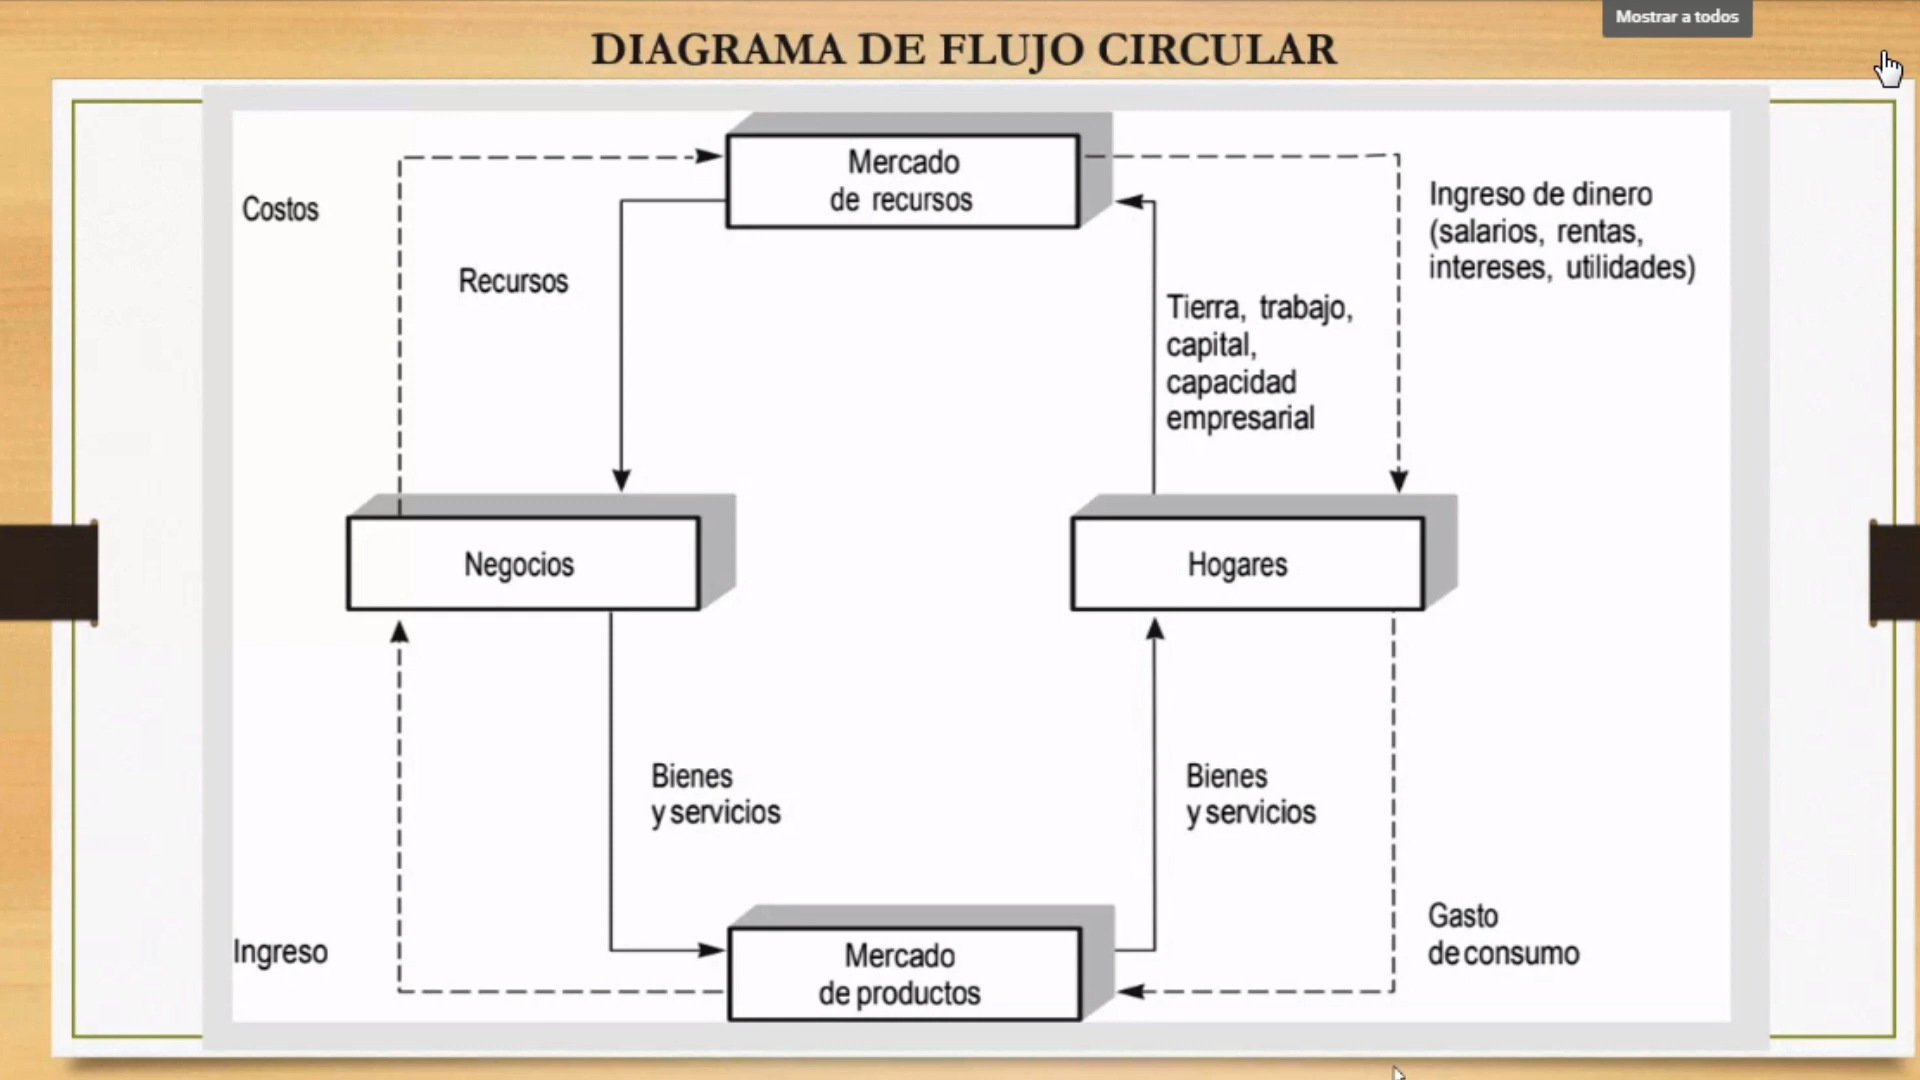 Mostrar a todos
DIAGRAMA DE FLUJO CIRCULAR
Mercado
de recursos
Costos
Ingreso de dinero
(salarios, rentas,
intereses, utilidades)
Recursos
Tierra, trabajo,
capital,
capacidad
empresarial
Negocios
Hogares
Bienes
y servicios
Bienes
y servicios
Ingreso
Mercado
de productos
Gasto
de consumo